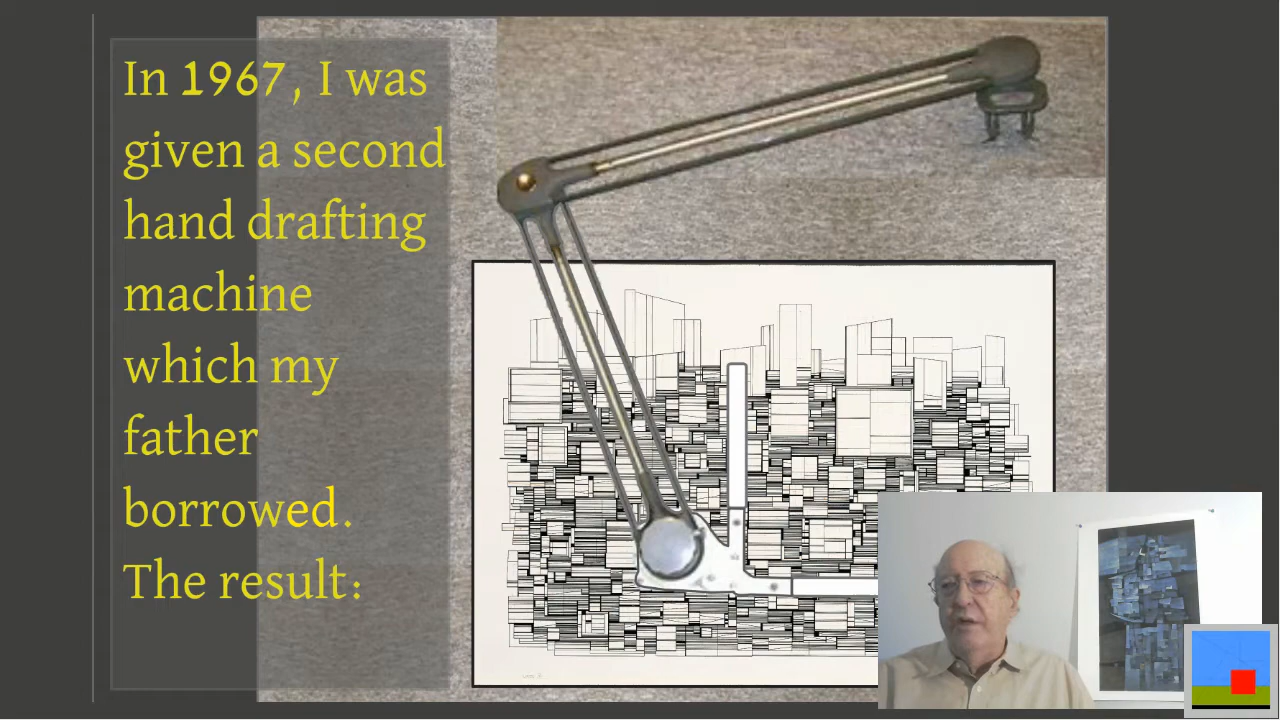 In 1967, I was
given a second
hand drafting
machine
which my
father
borrowed.
The result: